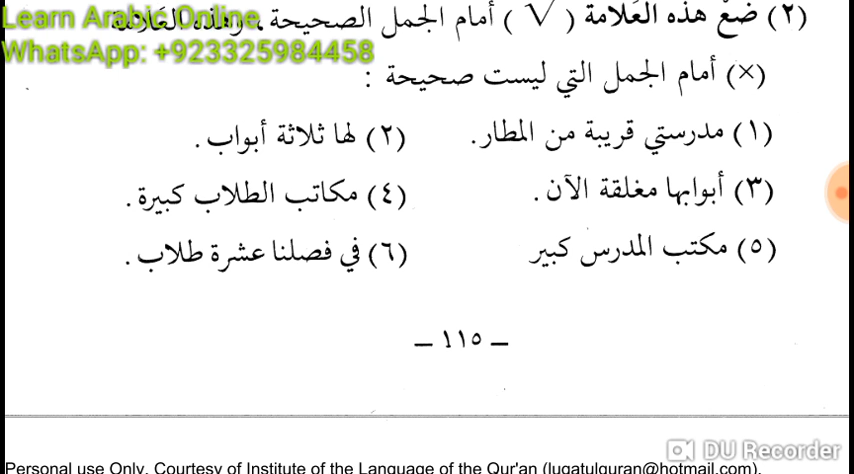 Learn Arabic Online
WhatsApp: +923325984458
(٢) ضَعْ هذه العَلامة (√) أمام الجمل الصحيحة، وهذه العَلامة
(×) أمام الجمل التي ليست صحيحة :
(١) مدرستي قريبة من المطار. (٢) لها ثلاثة أبواب.
(٣) أبوابها مغلقة الآن. (٤) مكاتب الطلاب كبيرة.
(٥) مكتب المدرس كبير (٦) في فصلنا عشرة طلاب.
– ١١٥ –
DU Recorder
Personal use Only. Courtesy of Institute of the Language of the Qur'an (lugatulquran@hotmail.com).